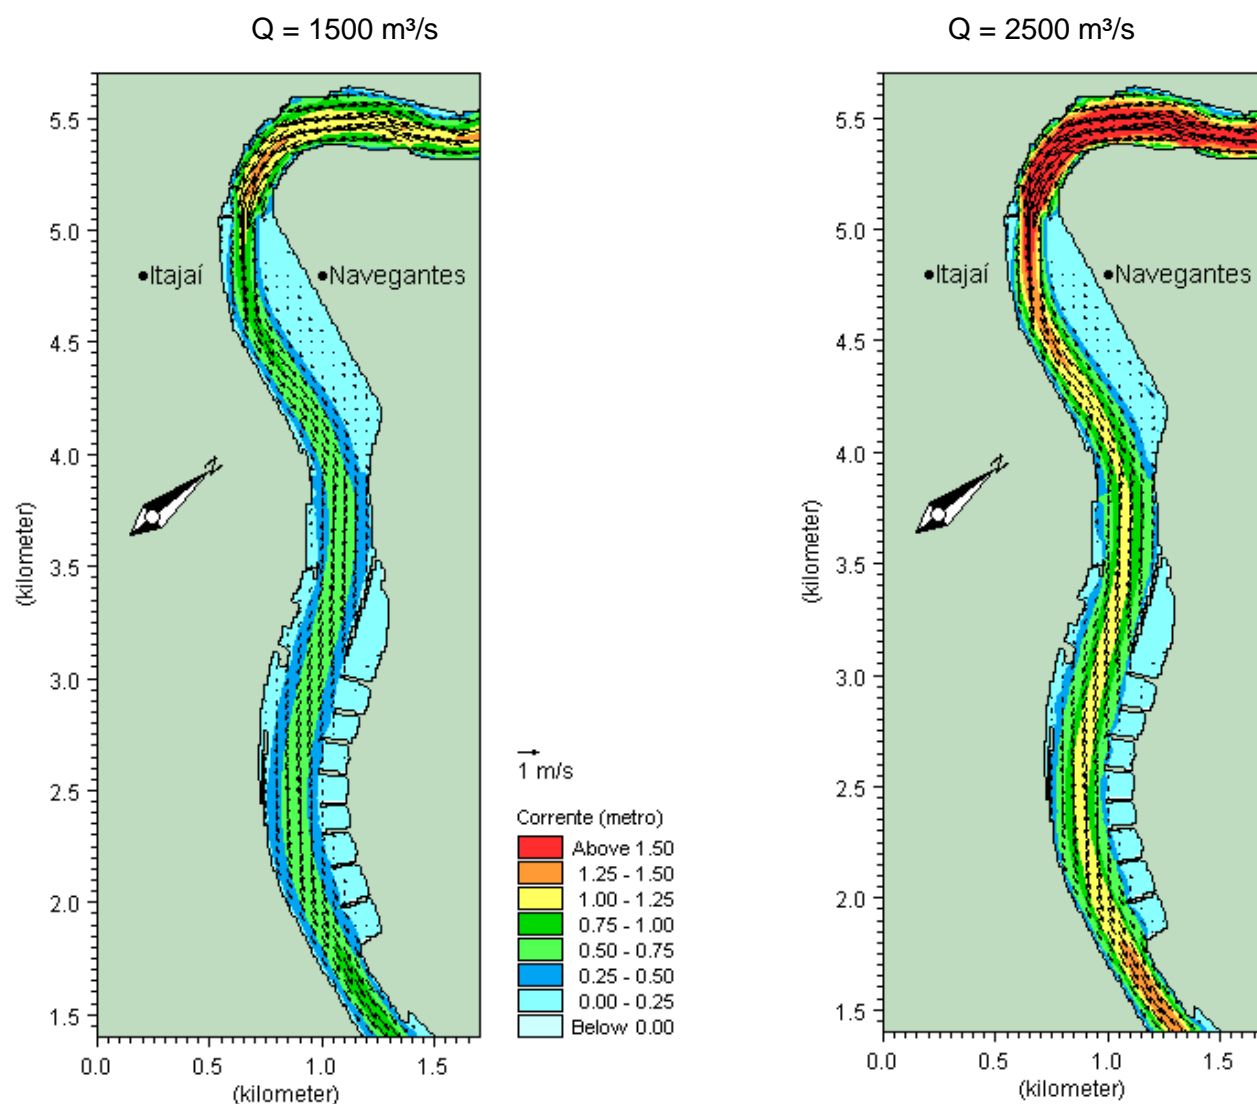 Q = 1500 m³/s
Q = 2500 m³/s
5.5
5.0
4.5
4.0
3.5
3.0
2.5
2.0
1.5
(kilometer)
Itajaí
Navegantes
N
0.0 0.5 1.0 1.5
(kilometer)
1 m/s
Corrente (metro)
Above 1.50
1.25 - 1.50
1.00 - 1.25
0.75 - 1.00
0.50 - 0.75
0.25 - 0.50
0.00 - 0.25
Below 0.00
5.5
5.0
4.5
4.0
3.5
3.0
2.5
2.0
1.5
(kilometer)
Itajaí
Navegantes
N
0.0 0.5 1.0 1.5
(kilometer)